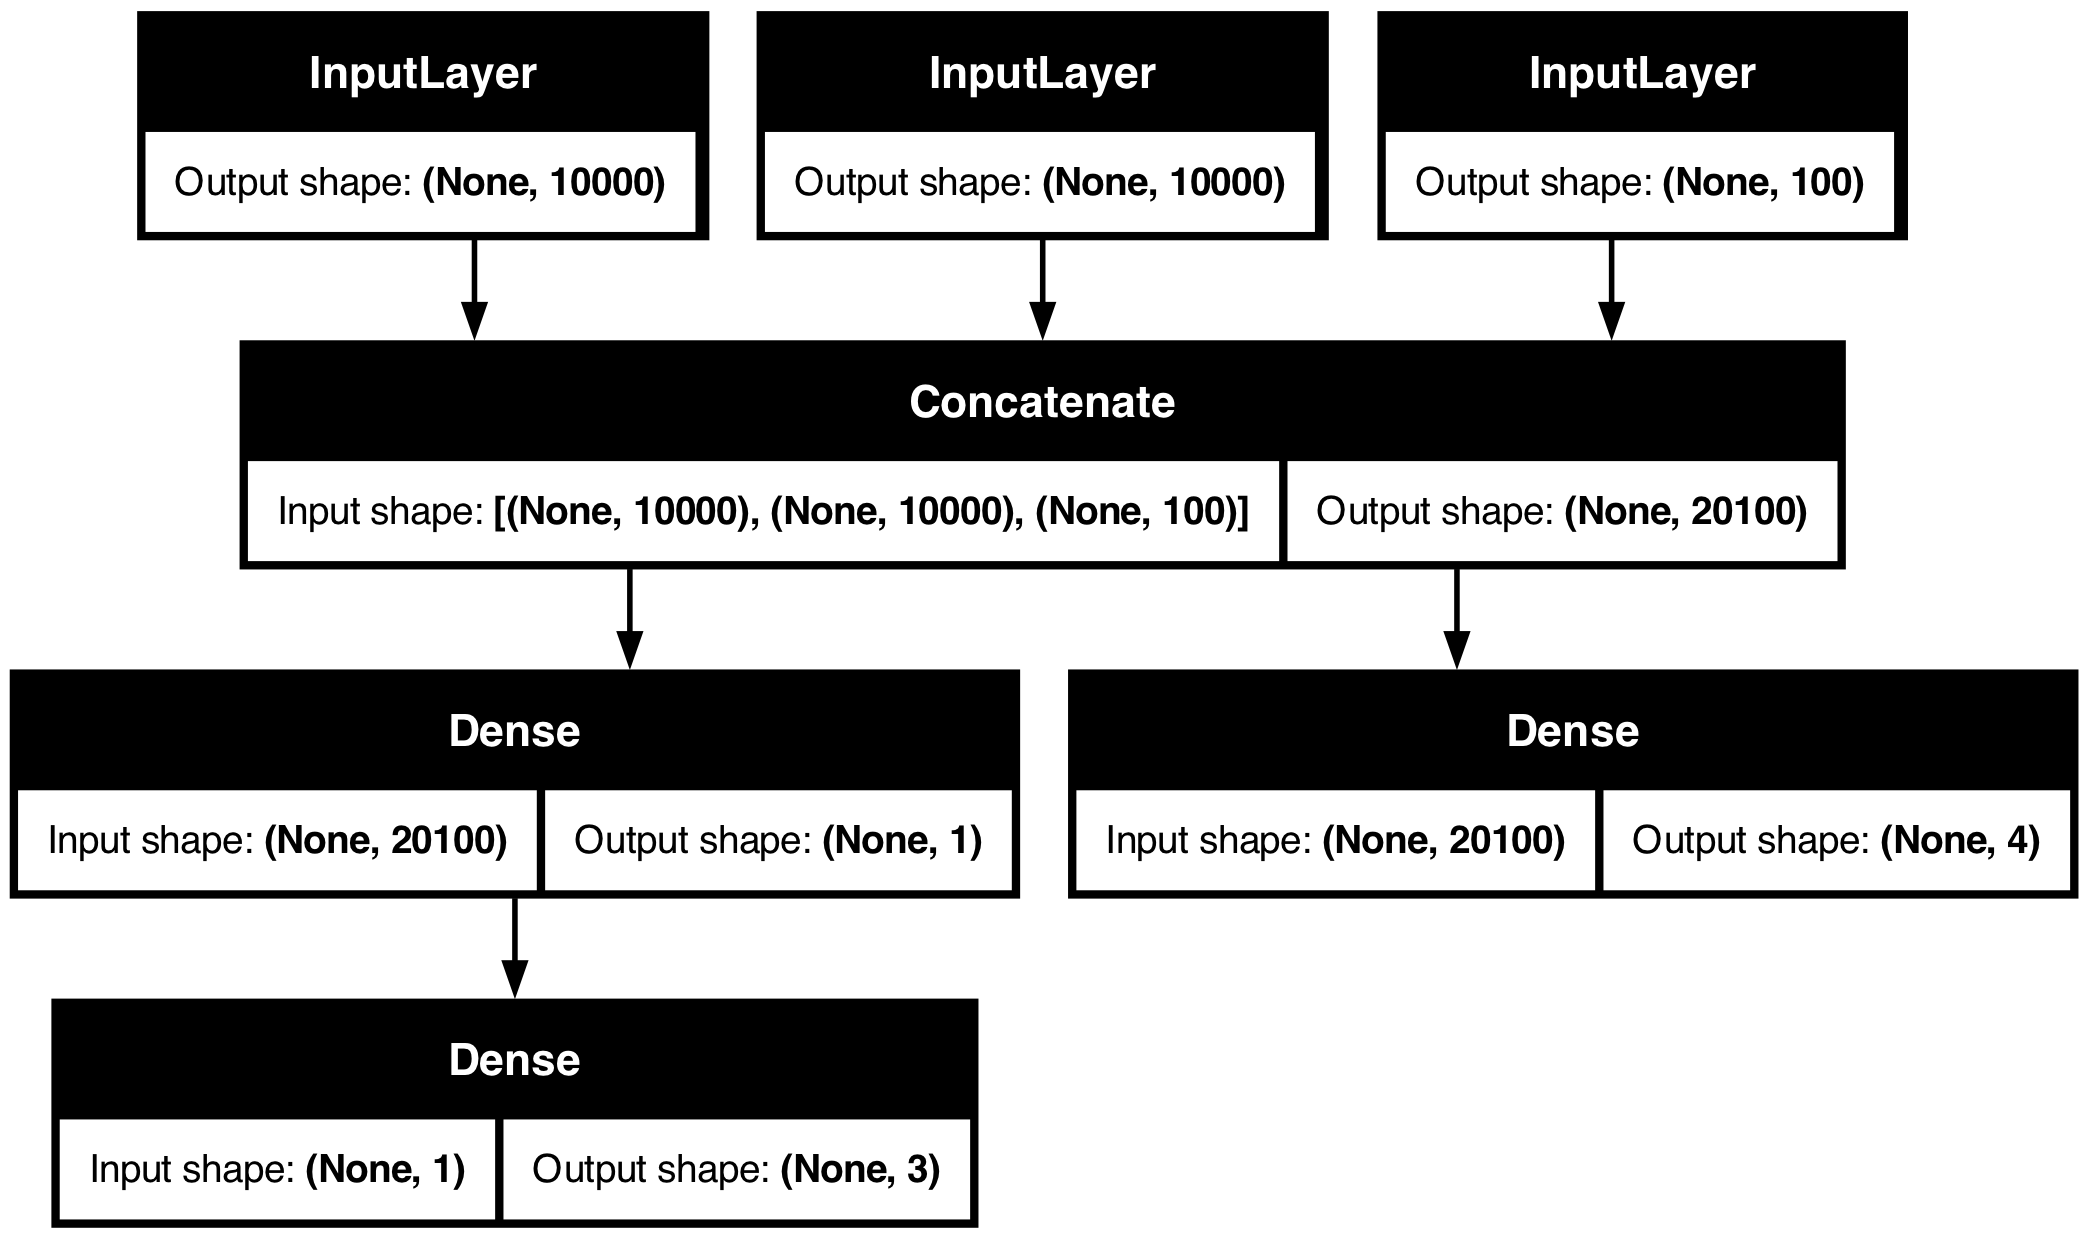 InputLayer
Output shape: (None, 10000)
InputLayer
Output shape: (None, 10000)
InputLayer
Output shape: (None, 100)
Concatenate
Input shape: [(None, 10000), (None, 10000), (None, 100)]
Output shape: (None, 20100)
Dense
Input shape: (None, 20100)
Output shape: (None, 1)
Dense
Input shape: (None, 20100)
Output shape: (None, 4)
Dense
Input shape: (None, 1)
Output shape: (None, 3)